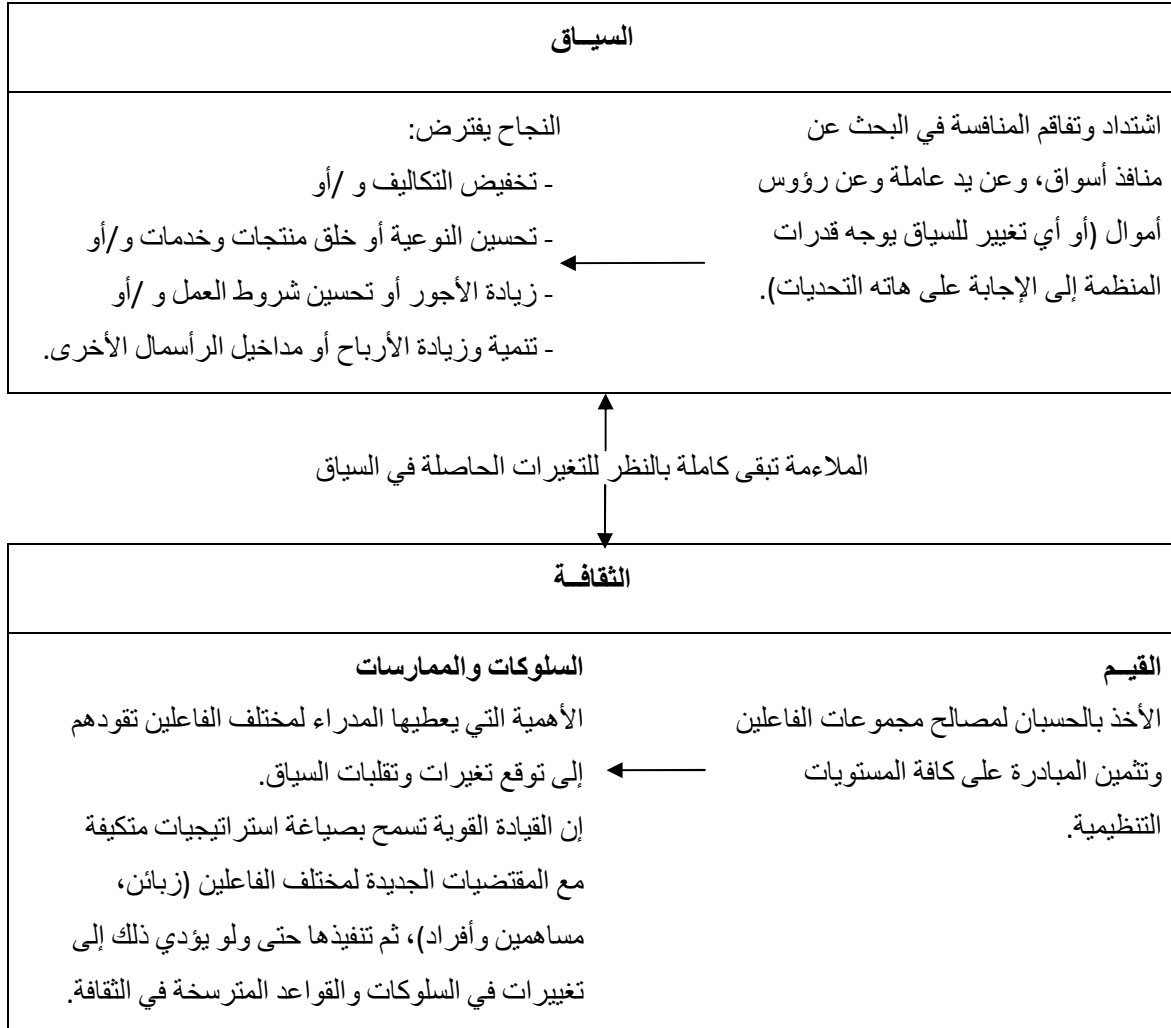 السيــاق
اشتداد وتفاقم المنافسة في البحث عن
منافذ أسواق، وعن يد عاملة وعن رؤوس
أموال (أو أي تغيير للسياق يوجه قدرات
المنظمة إلى الإجابة على هاته التحديات).
النجاح يفترض:
- تخفيض التكاليف و /أو
- تحسين النوعية أو خلق منتجات وخدمات و/أو
- زيادة الأجور أو تحسين شروط العمل و /أو
- تنمية وزيادة الأرباح أو مداخيل الرأسمال الأخرى.
الملاءمة تبقى كاملة بالنظر للتغيرات الحاصلة في السياق
الثقافــة
القيــم
الأخذ بالحسبان لمصالح مجموعات الفاعلين
وتثمين المبادرة على كافة المستويات
التنظيمية.
السلوكات والممارسات
الأهمية التي يعطيها المدراء لمختلف الفاعلين تقودهم
إلى توقع تغيرات وتقلبات السياق.
إن القيادة القوية تسمح بصياغة استراتيجيات متكيفة
مع المقتضيات الجديدة لمختلف الفاعلين (زبائن،
مساهمين وأفراد)، ثم تنفيذها حتى ولو يؤدي ذلك إلى
تغييرات في السلوكات والقواعد المترسخة في الثقافة.